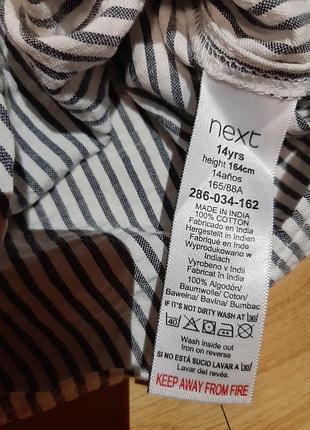 next
14yrs
height 164cm
14años
165/88A
286-034-162
MADE IN INDIA
100% COTTON
Fabricado en India
Hergestellt in Indien
Fabriqué en Inde
Wyprodukowano w
Indiach
Vyrobeno v Indii
Fabricat In India
100% Algodón/
Baumwolle/ Coton/
Bawełna/ Bavlna/ Bumbac
IF IT'S NOT DIRTY WASH AT 30
40
Wash inside out
Iron on reverse
SI NO ESTÁ SUCIO LAVAR A 30
Lavar del revés.
KEEP AWAY FROM FIRE